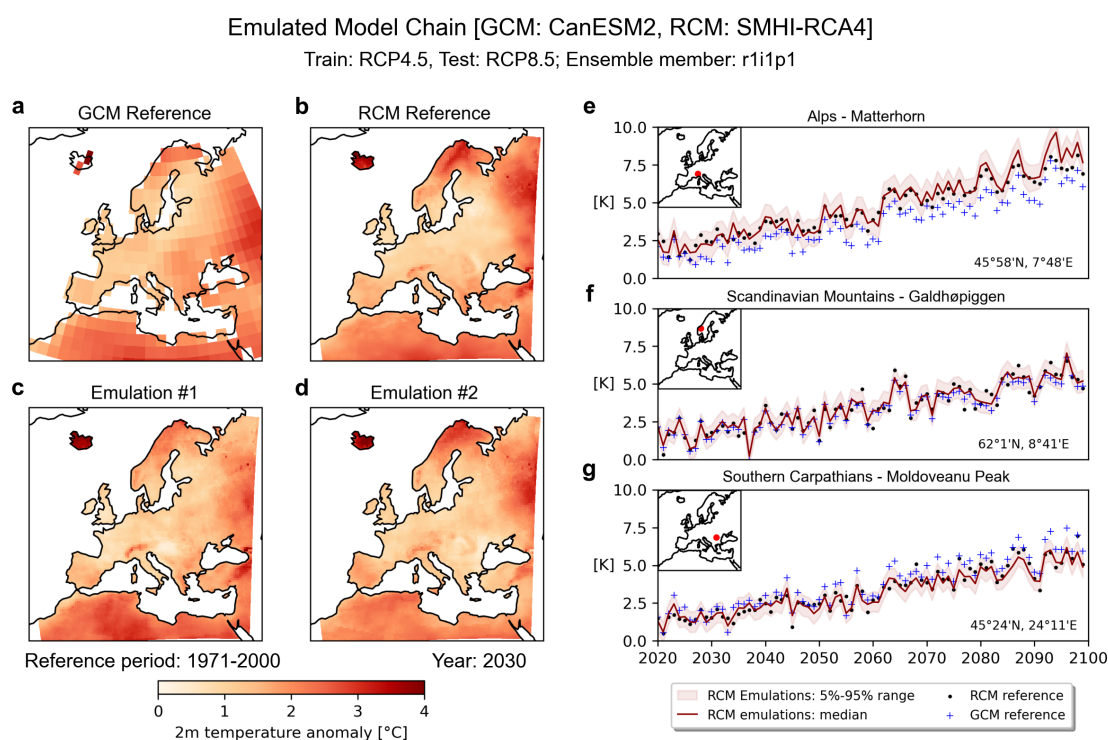 Emulated Model Chain [GCM: CanESM2, RCM: SMHI-RCA4]
Train: RCP4.5, Test: RCP8.5; Ensemble member: r1i1p1
a
GCM Reference
b
RCM Reference
c
Emulation #1
d
Emulation #2
Reference period: 1971-2000
Year: 2030
0 1 2 3 4
2m temperature anomaly [°C]
e
Alps - Matterhorn
10.0
7.5
[K] 5.0
2.5
0.0
45°58'N, 7°48'E
f
Scandinavian Mountains - Galdhøpiggen
10.0
7.5
[K] 5.0
2.5
0.0
62°1'N, 8°41'E
g
Southern Carpathians - Moldoveanu Peak
10.0
7.5
[K] 5.0
2.5
0.0
45°24'N, 24°11'E
2020 2030 2040 2050 2060 2070 2080 2090 2100
RCM Emulations: 5%-95% range
RCM emulations: median
RCM reference
GCM reference